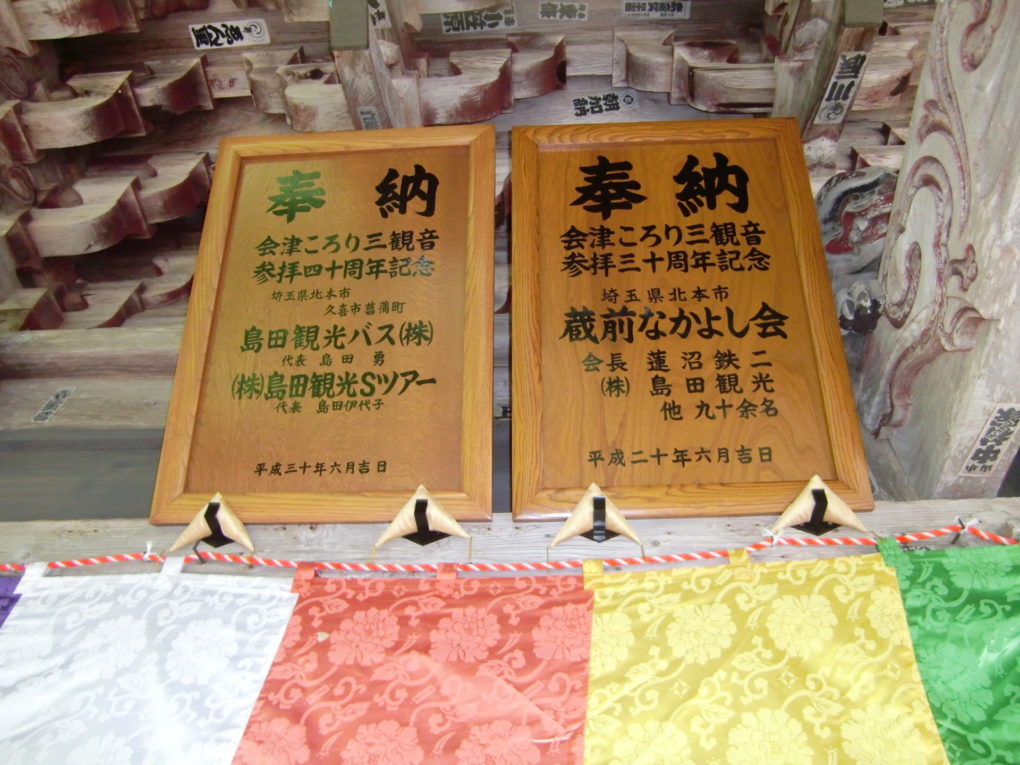 奉納
会津ころり三観音
参拝四十周年記念
埼玉県北本市
久喜市菖蒲町
島田観光バス㈱
代表 島田 勇
㈱島田観光Sツアー
代表 島田伊代子
平成三十年六月吉日
奉納
会津ころり三観音
参拝三十周年記念
埼玉県北本市
蔵前なかよし会
会長 蓮沼鉄二
㈱ 島田観光
他 九十余名
平成二十年六月吉日
朝加納
小笠原